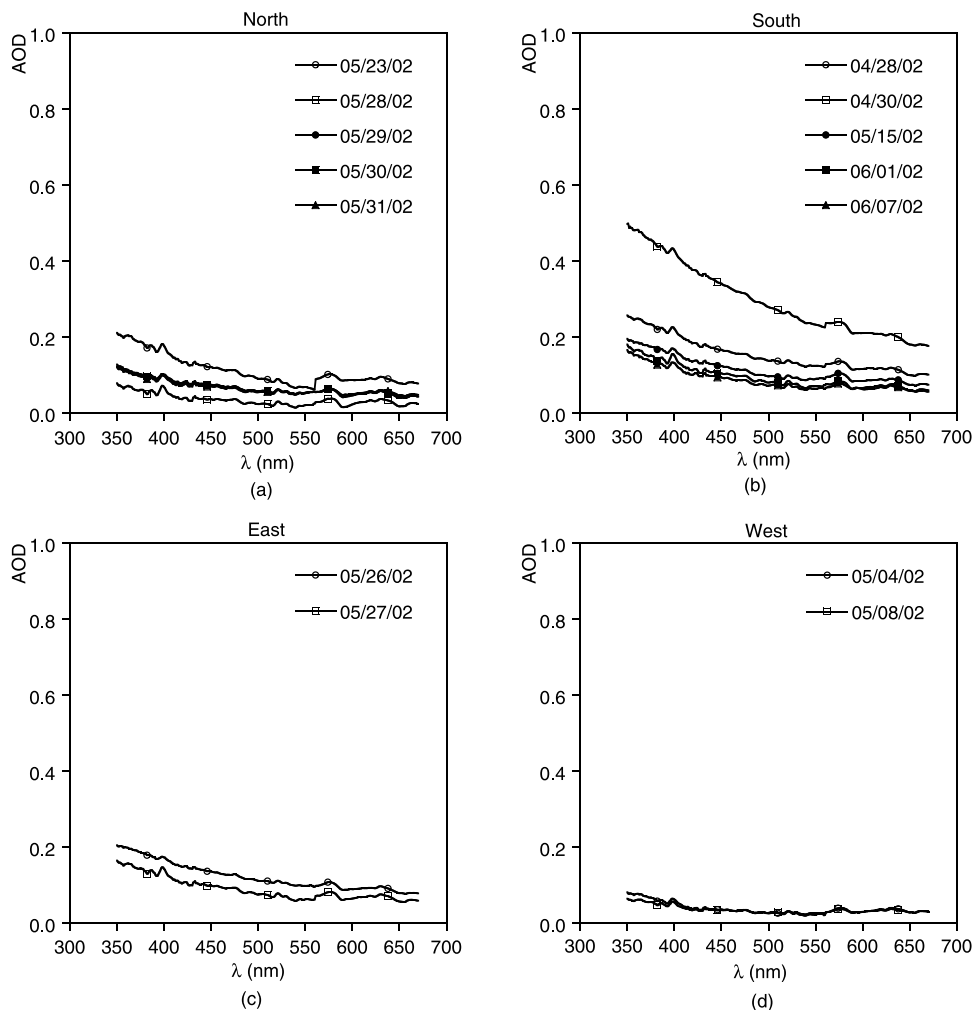 North
AOD
1.0
0.8
0.6
0.4
0.2
0.0
05/23/02
05/28/02
05/29/02
05/30/02
05/31/02
300 350 400 450 500 550 600 650 700
λ (nm)
(a)
South
AOD
1.0
0.8
0.6
0.4
0.2
0.0
04/28/02
04/30/02
05/15/02
06/01/02
06/07/02
300 350 400 450 500 550 600 650 700
λ (nm)
(b)
East
AOD
1.0
0.8
0.6
0.4
0.2
0.0
05/26/02
05/27/02
300 350 400 450 500 550 600 650 700
λ (nm)
(c)
West
AOD
1.0
0.8
0.6
0.4
0.2
0.0
05/04/02
05/08/02
300 350 400 450 500 550 600 650 700
λ (nm)
(d)